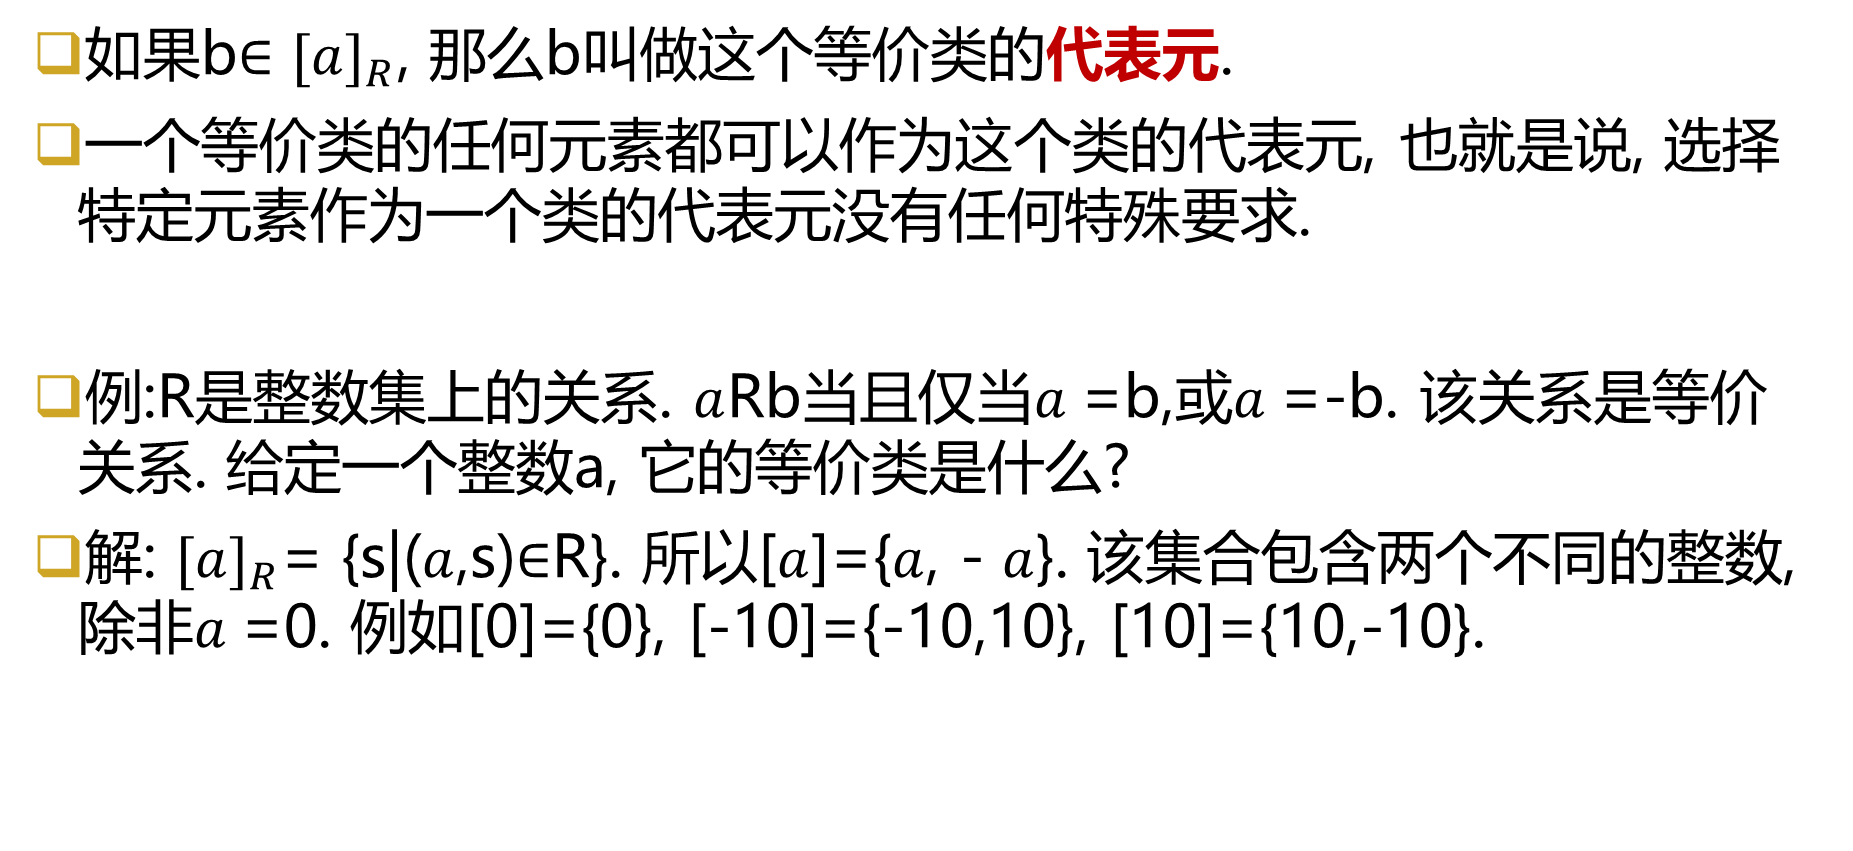 ❑如果b∈ [𝑎]𝑅, 那么b叫做这个等价类的代表元.
❑一个等价类的任何元素都可以作为这个类的代表元, 也就是说, 选择
特定元素作为一个类的代表元没有任何特殊要求.
❑例:R是整数集上的关系. 𝑎Rb当且仅当𝑎 =b,或𝑎 =-b. 该关系是等价
关系. 给定一个整数a, 它的等价类是什么?
❑解: [𝑎]𝑅= {s|(𝑎,s)∈R}. 所以[𝑎]={𝑎, - 𝑎}. 该集合包含两个不同的整数,
除非𝑎 =0. 例如[0]={0}, [-10]={-10,10}, [10]={10,-10}.